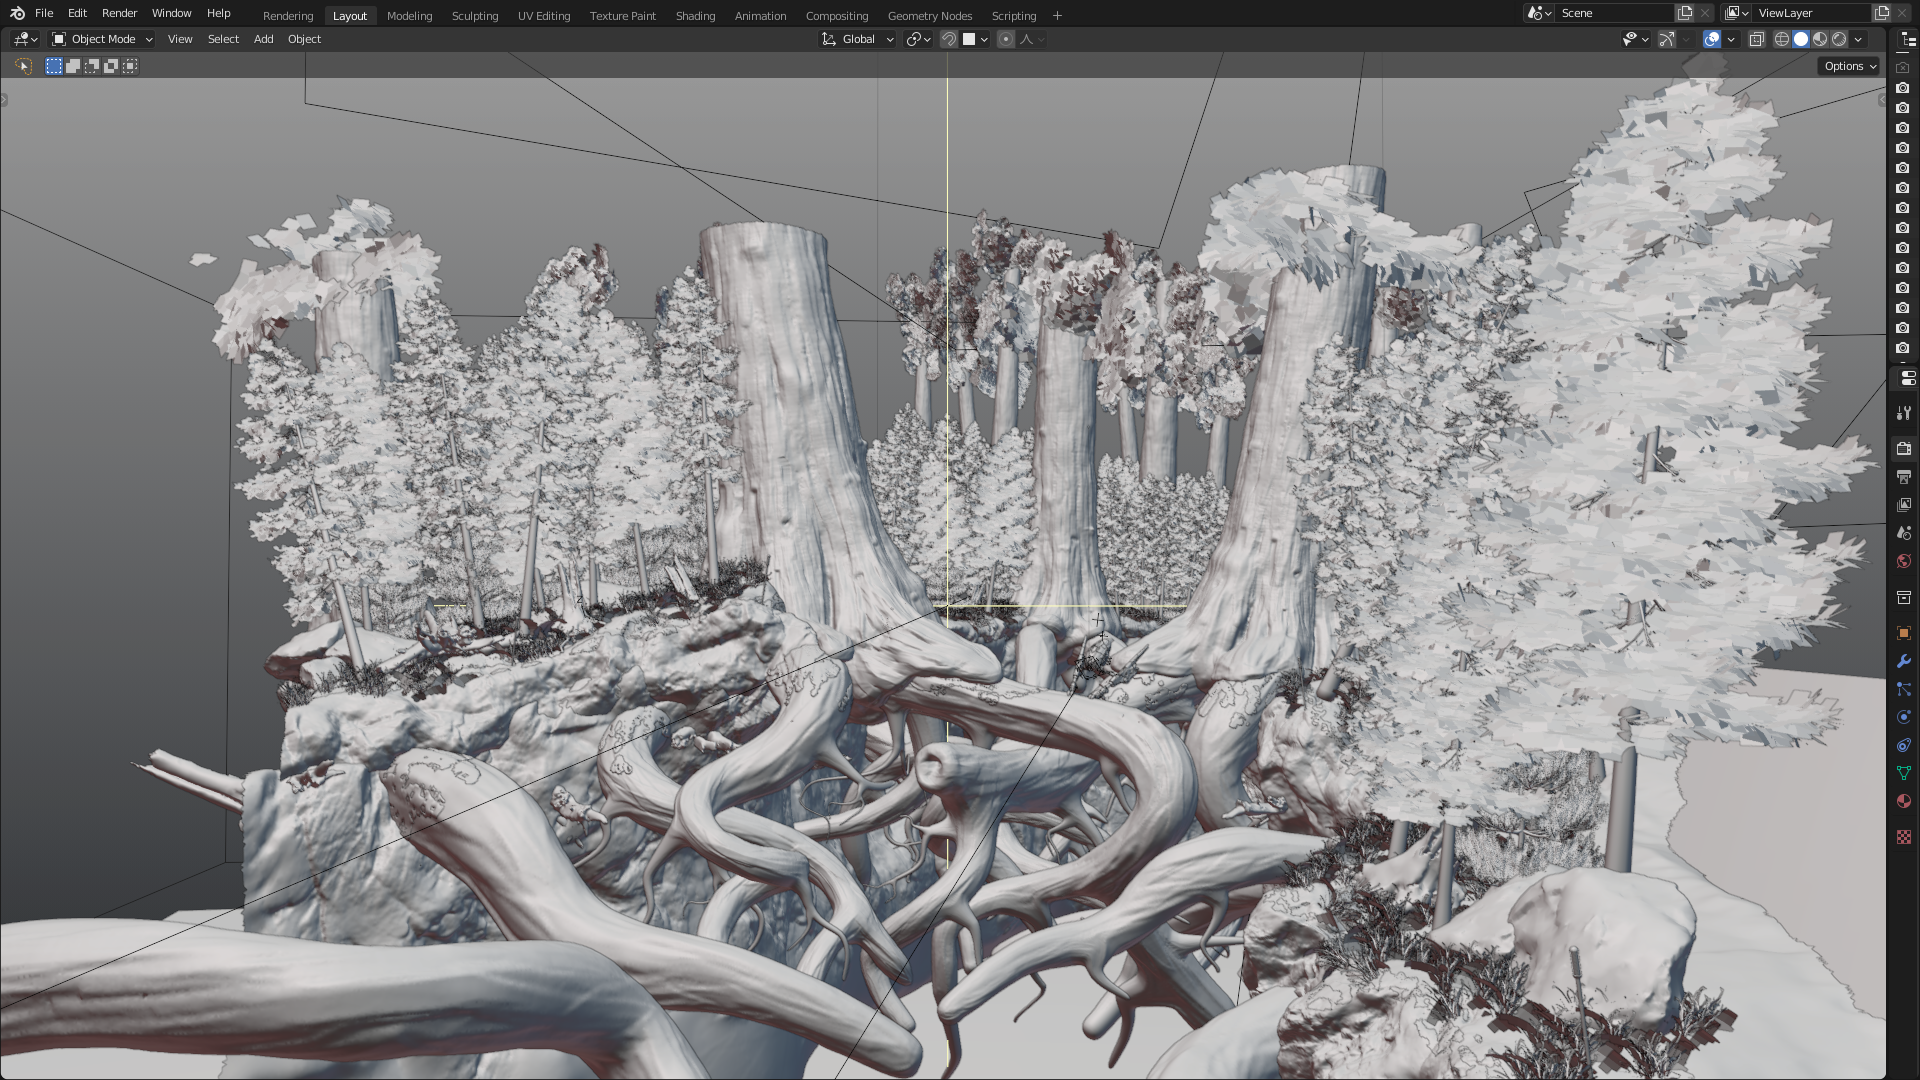 File Edit Render Window Help Rendering Layout Modeling Sculpting UV Editing Texture Paint Shading Animation Compositing Geometry Nodes Scripting + Scene ViewLayer
Object Mode View Select Add Object Global
Options